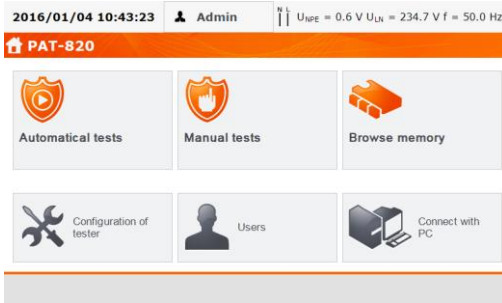 2016/01/04 10:43:23 Admin N L UNPE = 0.6 V ULN = 234.7 V f = 50.0 Hz
PAT-820
Automatical tests Manual tests Browse memory
Configuration of tester Users Connect with PC